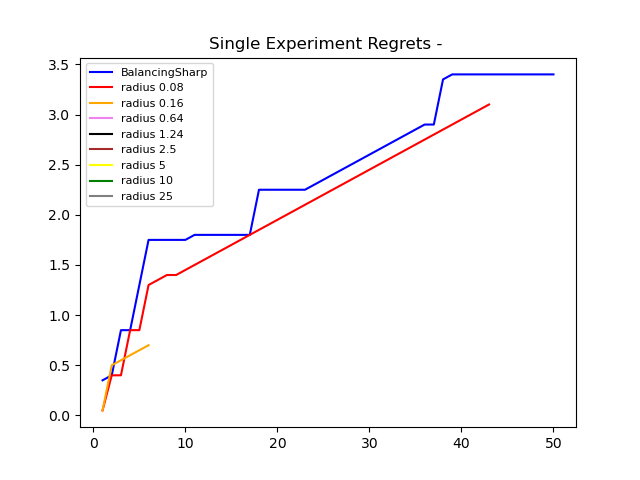 Single Experiment Regrets -
3.5
3.0
2.5
2.0
1.5
1.0
0.5
0.0
BalancingSharp
radius 0.08
radius 0.16
radius 0.64
radius 1.24
radius 2.5
radius 5
radius 10
radius 25
0 10 20 30 40 50